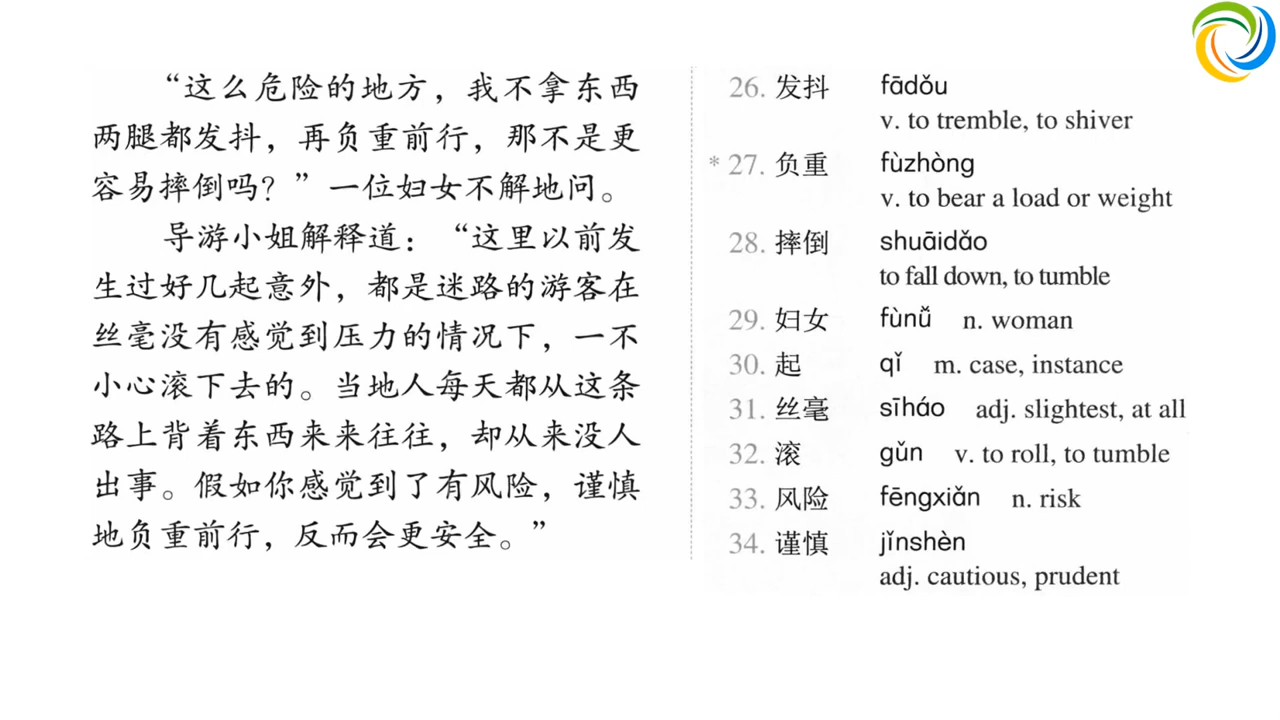 “这么危险的地方，我不拿东西
两腿都发抖，再负重前行，那不是更
容易摔倒吗？”一位妇女不解地问。
导游小姐解释道：“这里以前发
生过好几起意外，都是迷路的游客在
丝毫没有感觉到压力的情况下，一不
小心滚下去的。当地人每天都从这条
路上背着东西来来往往，却从来没人
出事。假如你感觉到了有风险，谨慎
地负重前行，反而会更安全。”
26. 发抖 fādǒu
v. to tremble, to shiver
* 27. 负重 fùzhòng
v. to bear a load or weight
28. 摔倒 shuāidǎo
to fall down, to tumble
29. 妇女 fùnǚ n. woman
30. 起 qǐ m. case, instance
31. 丝毫 sīháo adj. slightest, at all
32. 滚 gǔn v. to roll, to tumble
33. 风险 fēngxiǎn n. risk
34. 谨慎 jǐnshèn
adj. cautious, prudent